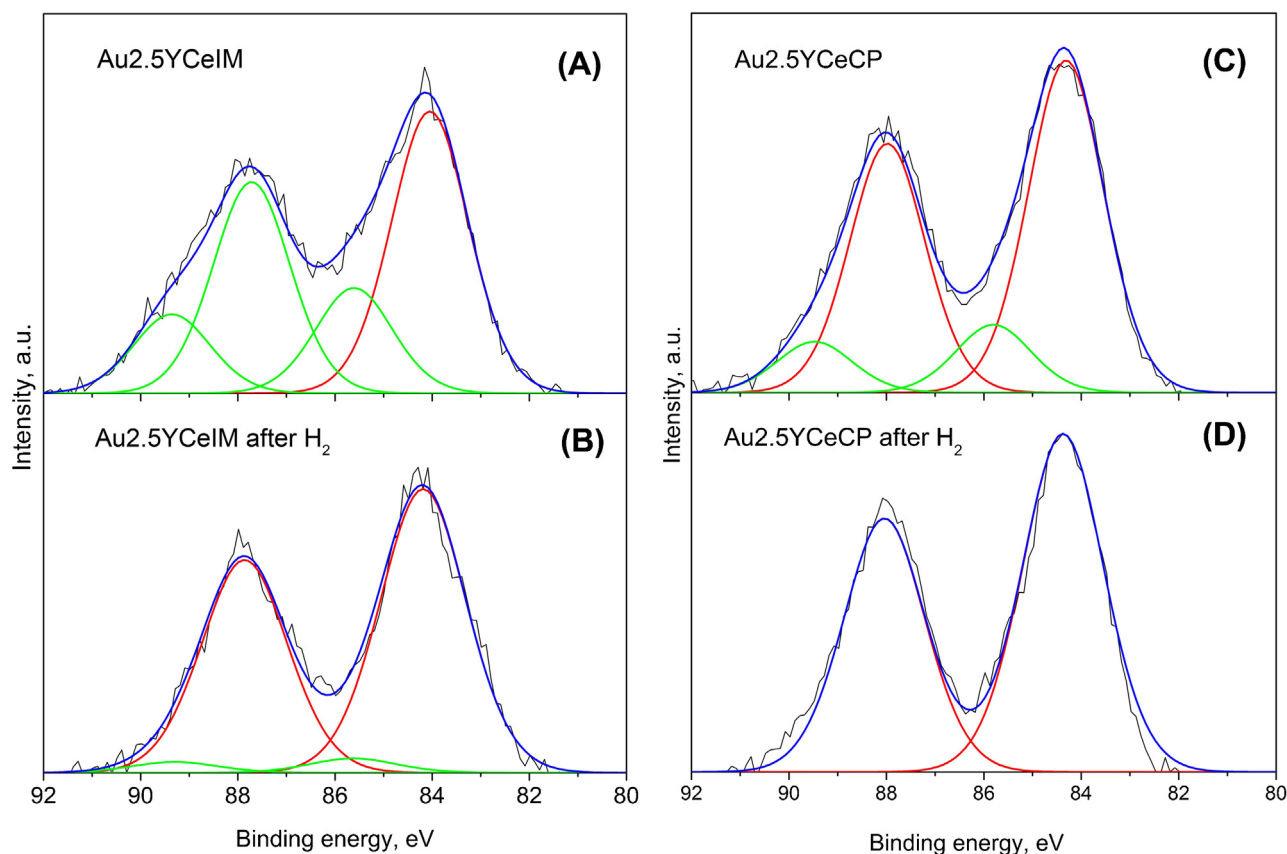 Au2.5YCeIM
(A)
Au2.5YCeIM after H₂
(B)
Intensity, a.u.
92 90 88 86 84 82 80
Binding energy, eV
Au2.5YCeCP
(C)
Au2.5YCeCP after H₂
(D)
Intensity, a.u.
92 90 88 86 84 82 80
Binding energy, eV